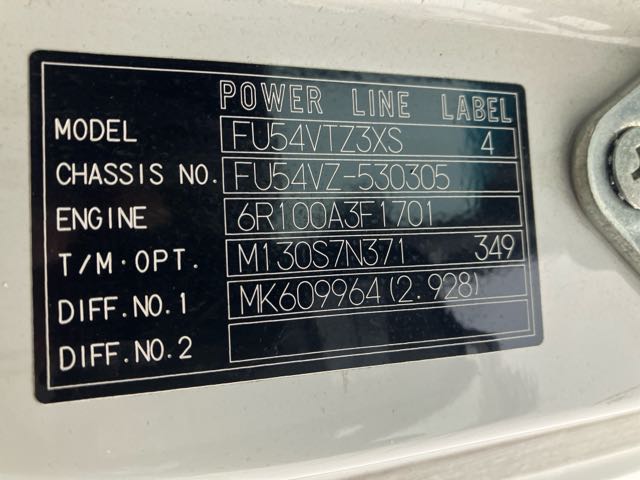 POWER LINE LABEL
MODEL FU54VTZ3XS 4
CHASSIS NO. FU54VZ-530305
ENGINE 6R100A3F1701
T/M·OPT. M130S7N371 349
DIFF.NO.1 MK609964(2.928)
DIFF.NO.2